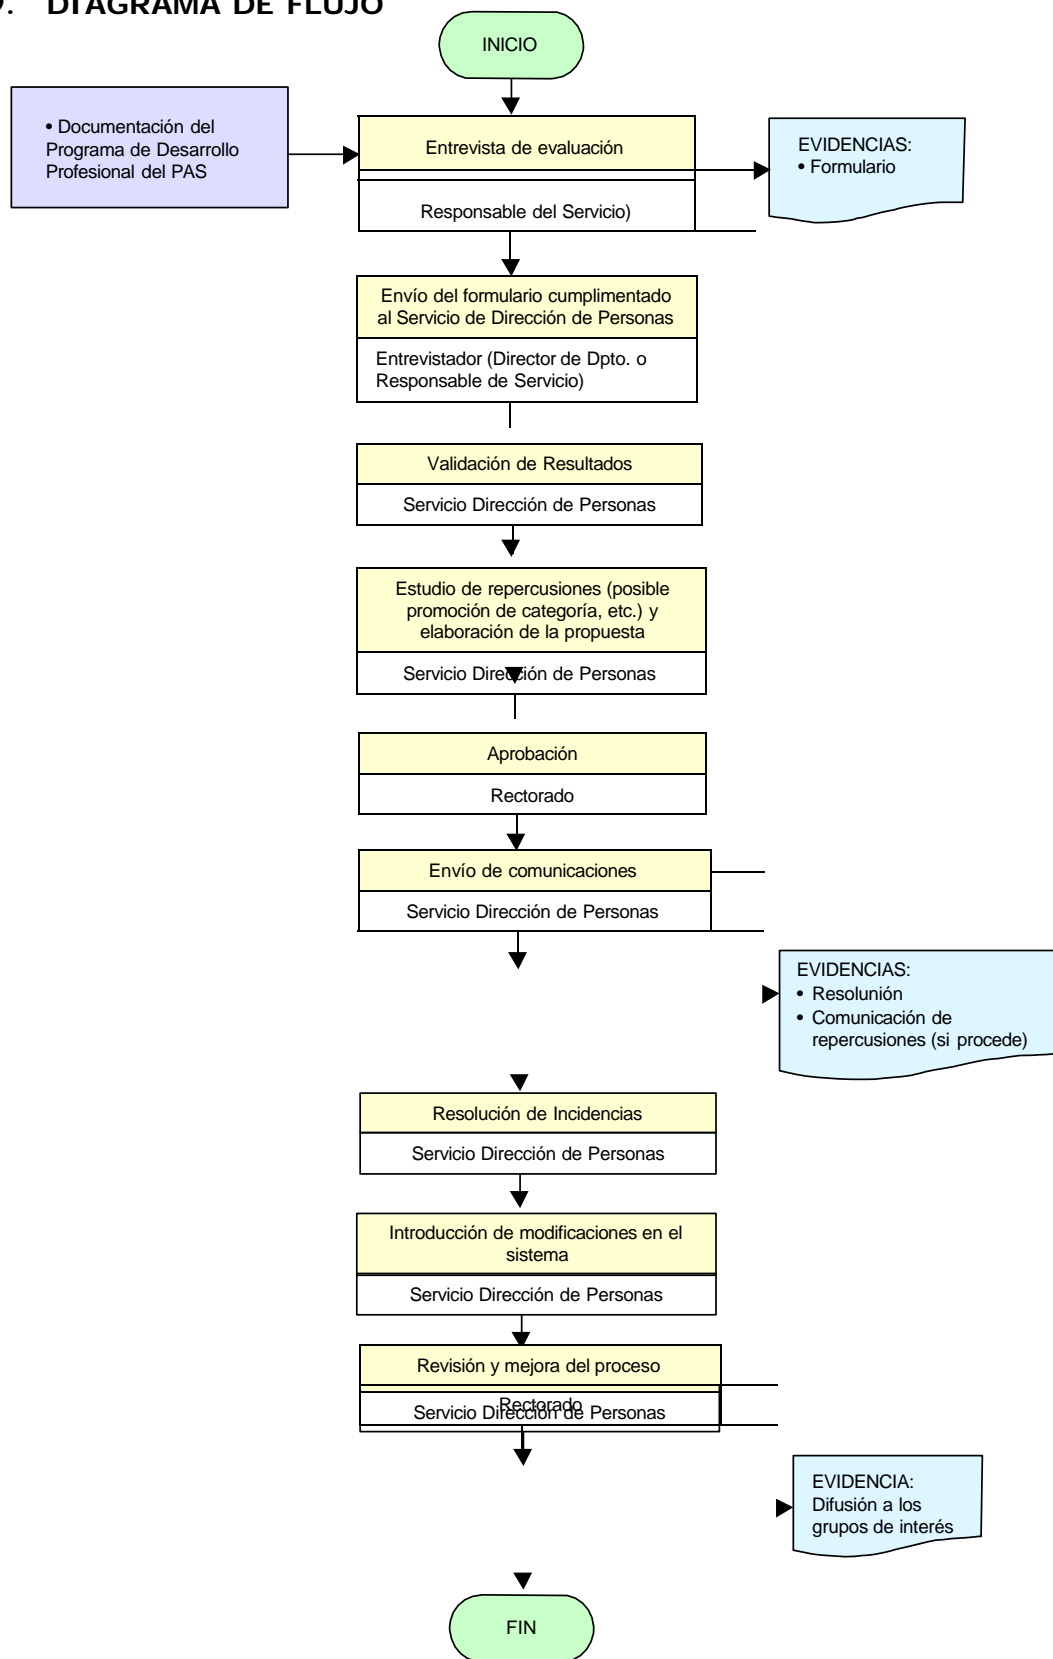 . DIAGRAMA DE FLUJO
INICIO
• Documentación del
Programa de Desarrollo
Profesional del PAS
Entrevista de evaluación
Responsable del Servicio)
EVIDENCIAS:
• Formulario
Envío del formulario cumplimentado
al Servicio de Dirección de Personas
Entrevistador (Director de Dpto. o
Responsable de Servicio)
Validación de Resultados
Servicio Dirección de Personas
Estudio de repercusiones (posible
promoción de categoría, etc.) y
elaboración de la propuesta
Servicio Dirección de Personas
Aprobación
Rectorado
Envío de comunicaciones
Servicio Dirección de Personas
EVIDENCIAS:
• Resolunión
• Comunicación de
repercusiones (si procede)
Resolución de Incidencias
Servicio Dirección de Personas
Introducción de modificaciones en el
sistema
Servicio Dirección de Personas
Revisión y mejora del proceso
Rectorado
Servicio Dirección de Personas
EVIDENCIA:
Difusión a los
grupos de interés
FIN